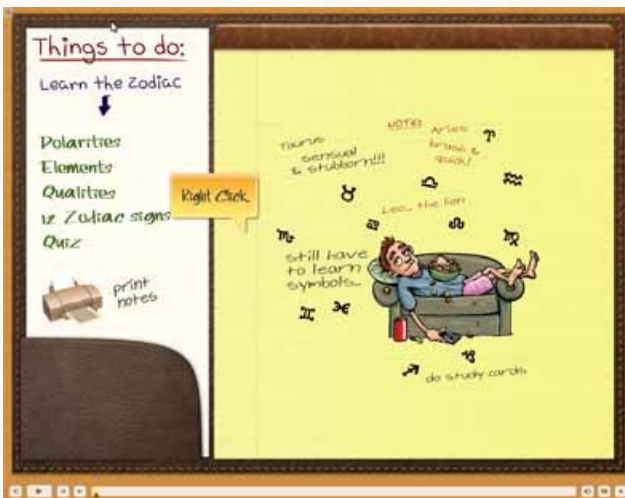 Things to do:
Learn the Zodiac
Polarities
Elements
Qualities
12 Zodiac signs
Quiz
print
notes
Right Click
Taurus
sensual
& stubborn!!!
NOTE:
Aries
brash &
quick!
Leo... the lion
still have
to learn
symbols...
do study cards
♈
♒
♎
♉
♋
♌
♏
♍
♊
♓
♑
♐